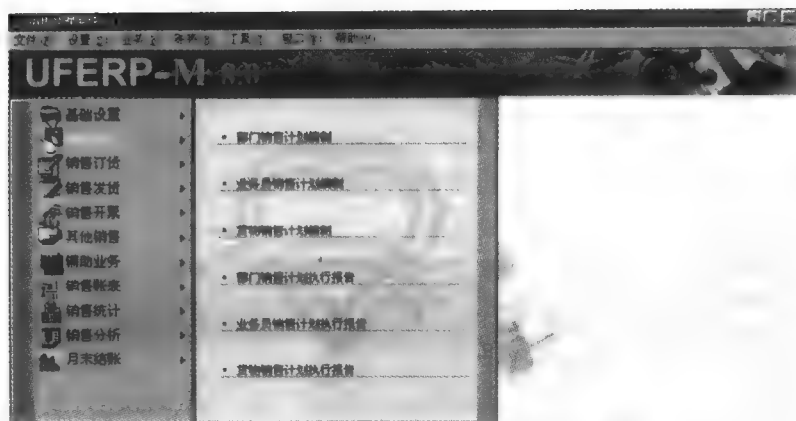 UFERP-M
基础设置
销售订货
销售发货
销售开票
其他销售
辅助业务
销售账表
销售统计
销售分析
月末结账
部门销售计划编制
业务员销售计划编制
货物销售计划编制
部门销售计划执行报告
业务员销售计划执行报告
货物销售计划执行报告